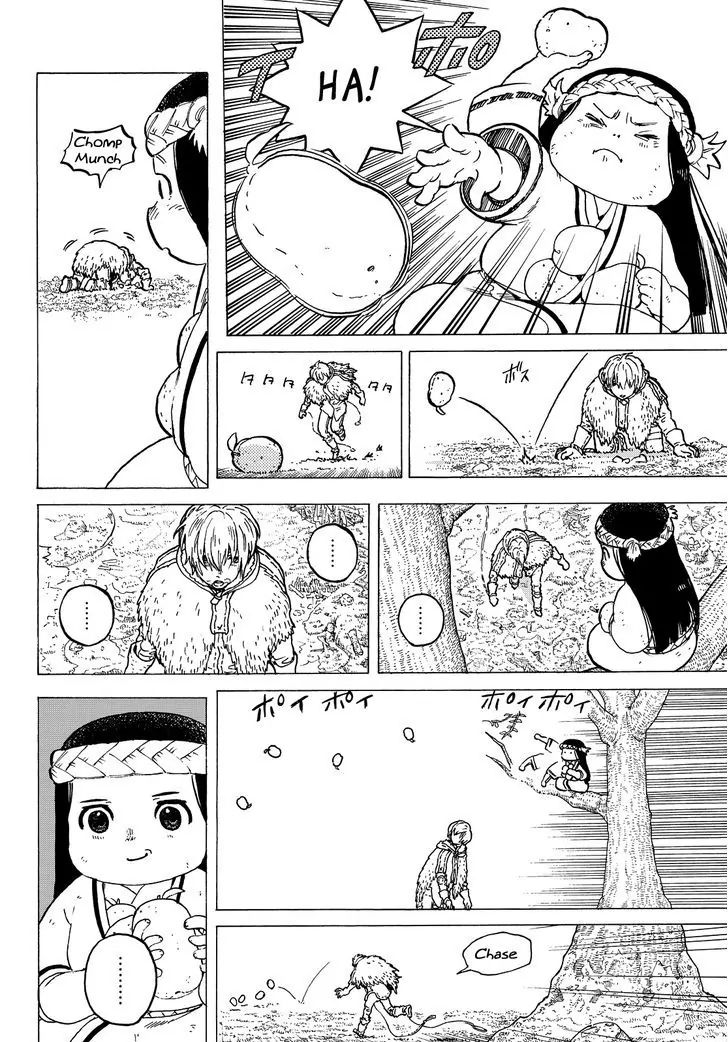 HA!
ボス
タタタ
タタ
Chomp
Munch
........
........
ポイ ポイ
ポイ ポイ
Chase
........